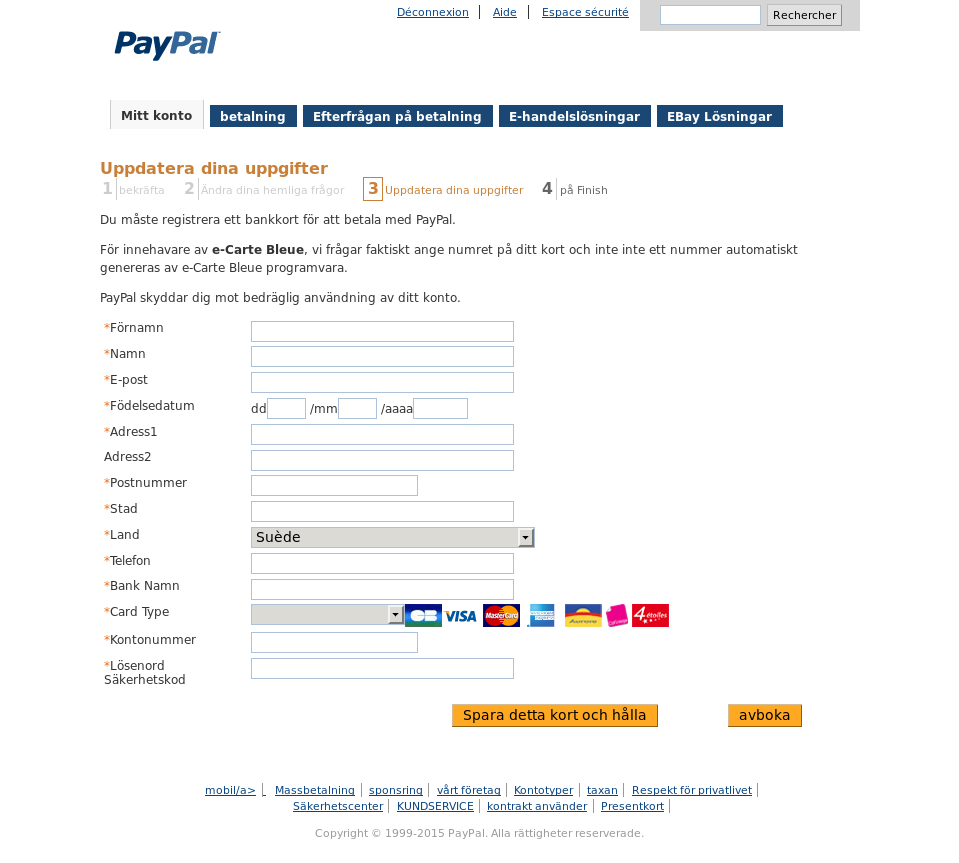 Déconnexion Aide Espace sécurité Rechercher
PayPal
Mitt konto betalning Efterfrågan på betalning E-handelslösningar EBay Lösningar
Uppdatera dina uppgifter
1 bekräfta 2 Ändra dina hemliga frågor 3 Uppdatera dina uppgifter 4 på Finish
Du måste registrera ett bankkort för att betala med PayPal.
För innehavare av e-Carte Bleue, vi frågar faktiskt ange numret på ditt kort och inte inte ett nummer automatiskt
genereras av e-Carte Bleue programvara.
PayPal skyddar dig mot bedräglig användning av ditt konto.
*Förnamn
*Namn
*E-post
*Födelsedatum dd /mm /aaaa
*Adress1
Adress2
*Postnummer
*Stad
*Land Suède
*Telefon
*Bank Namn
*Card Type CB VISA MasterCard 4 étoiles
*Kontonummer
*Lösenord
Säkerhetskod
Spara detta kort och hålla avboka
mobil/a> Massbetalning sponsring vårt företag Kontotyper taxan Respekt för privatlivet
Säkerhetscenter KUNDSERVICE kontrakt använder Presentkort
Copyright © 1999-2015 PayPal. Alla rättigheter reserverade.